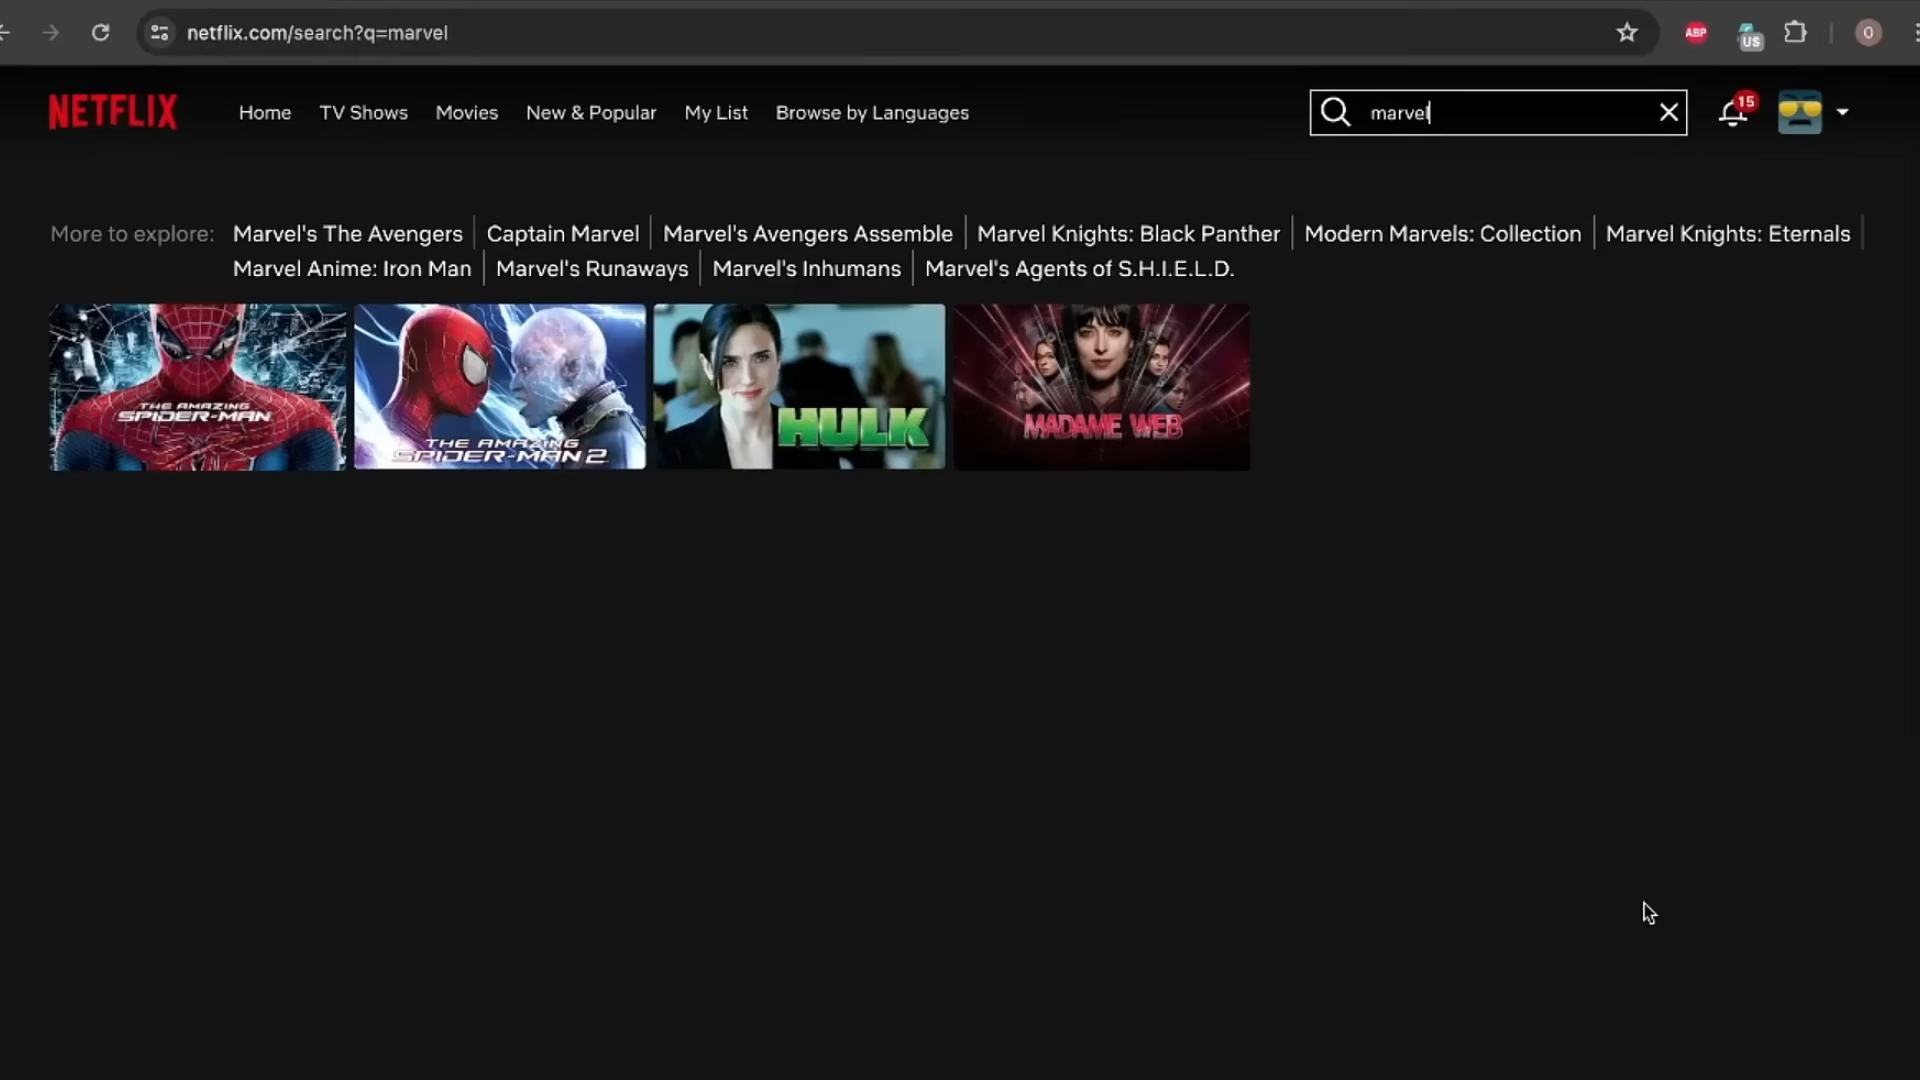 netflix.com/search?q=marvel
ABP
US
O
NETFLIX
Home
TV Shows
Movies
New & Popular
My List
Browse by Languages
marvel
15
More to explore: Marvel's The Avengers Captain Marvel Marvel's Avengers Assemble Marvel Knights: Black Panther Modern Marvels: Collection Marvel Knights: Eternals
Marvel Anime: Iron Man Marvel's Runaways Marvel's Inhumans Marvel's Agents of S.H.I.E.L.D.
THE AMAZING
SPIDER-MAN
THE AMAZING
SPIDER-MAN 2
HULK
MADAME WEB